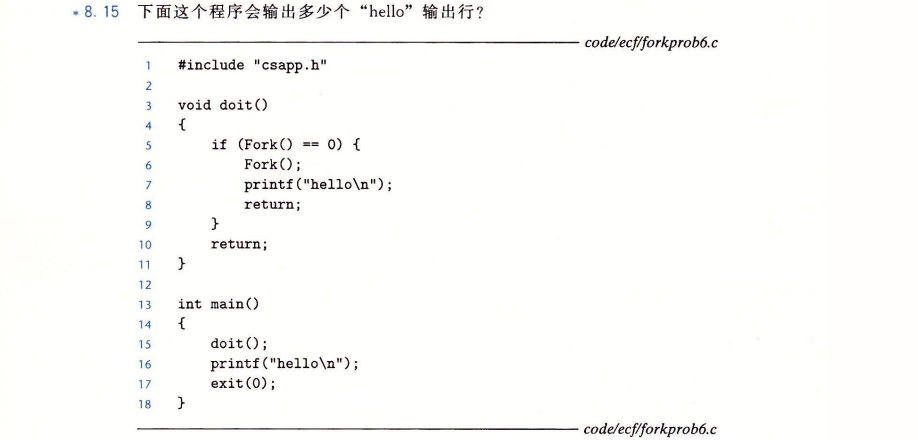 * 8.15 下面这个程序会输出多少个“hello”输出行?
code/ecf/forkprob6.c
1 #include "csapp.h"
2
3 void doit()
4 {
5 if (Fork() == 0) {
6 Fork();
7 printf("hello\n");
8 return;
9 }
10 return;
11 }
12
13 int main()
14 {
15 doit();
16 printf("hello\n");
17 exit(0);
18 }
code/ecf/forkprob6.c